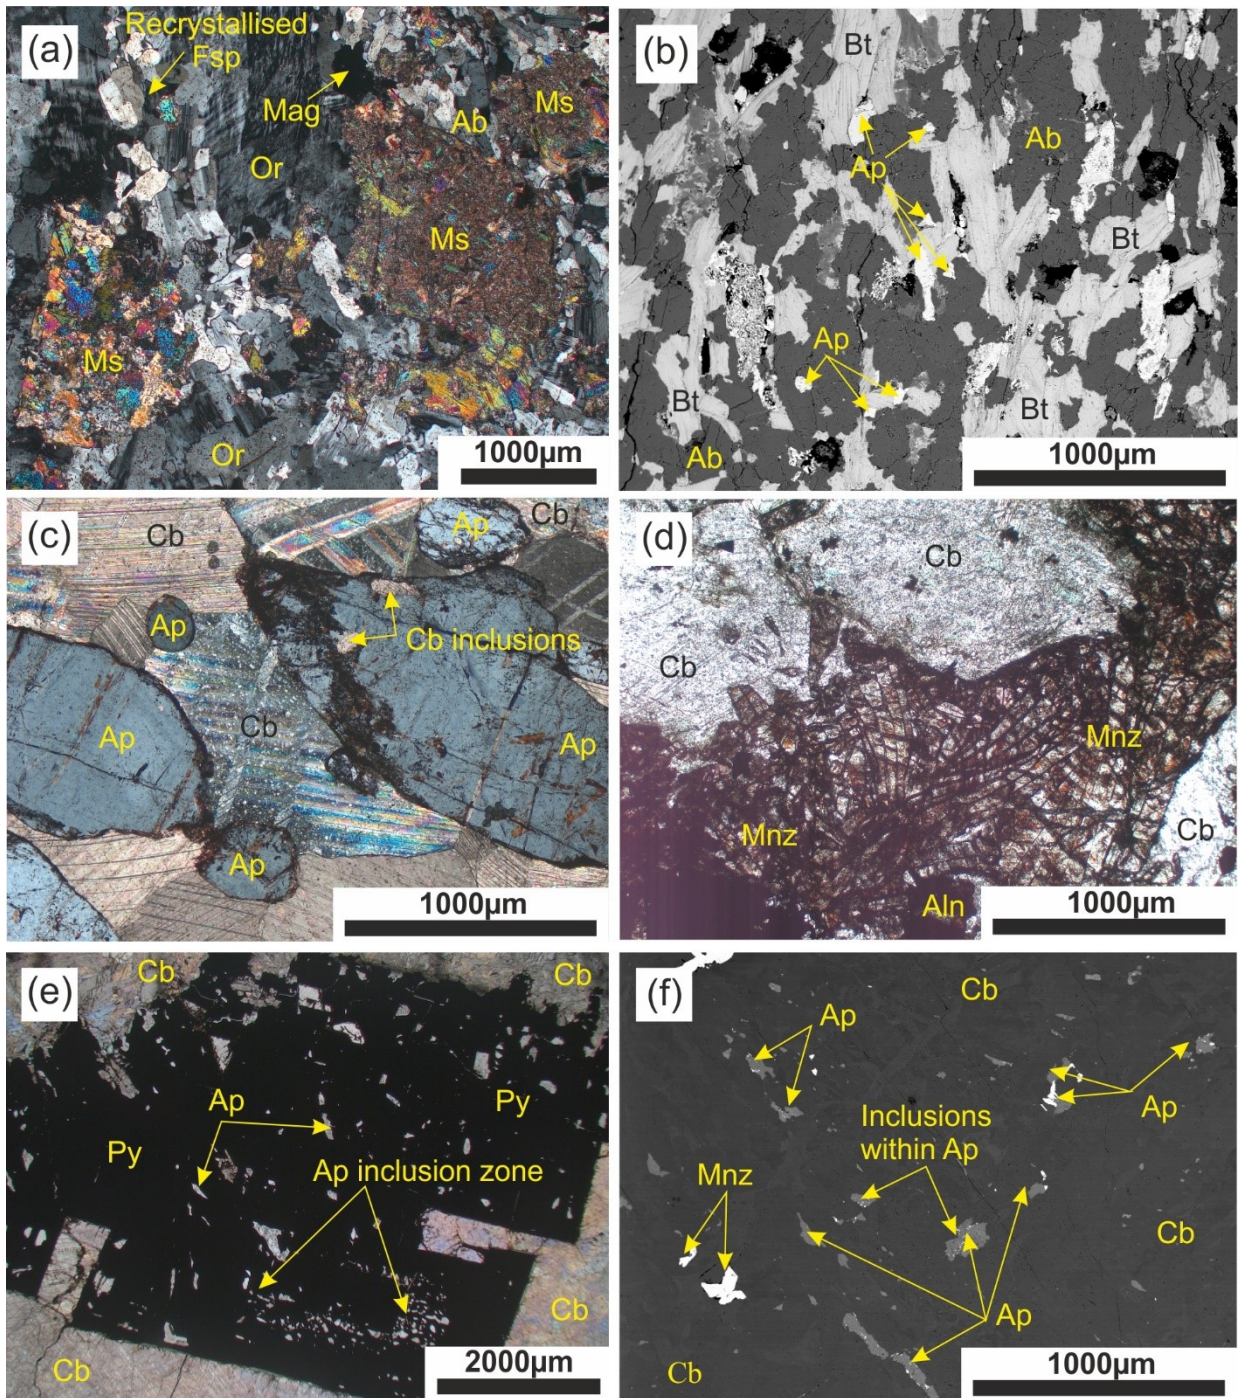 (a)
Recrystallised
Fsp
Mag
Ab
Ms
Or
Ms
Ms
Or
1000µm
(b)
Bt
Ap
Ab
Bt
Ap
Bt
Bt
Ab
1000µm
(c)
Cb
Ap
Cb
Ap
Cb inclusions
Cb
Ap
Ap
Ap
1000µm
(d)
Cb
Cb
Mnz
Mnz
Cb
Aln
1000µm
(e)
Cb
Cb
Ap
Py
Py
Ap inclusion zone
Cb
Cb
2000µm
(f)
Cb
Ap
Ap
Inclusions
within Ap
Mnz
Cb
Ap
Cb
1000µm